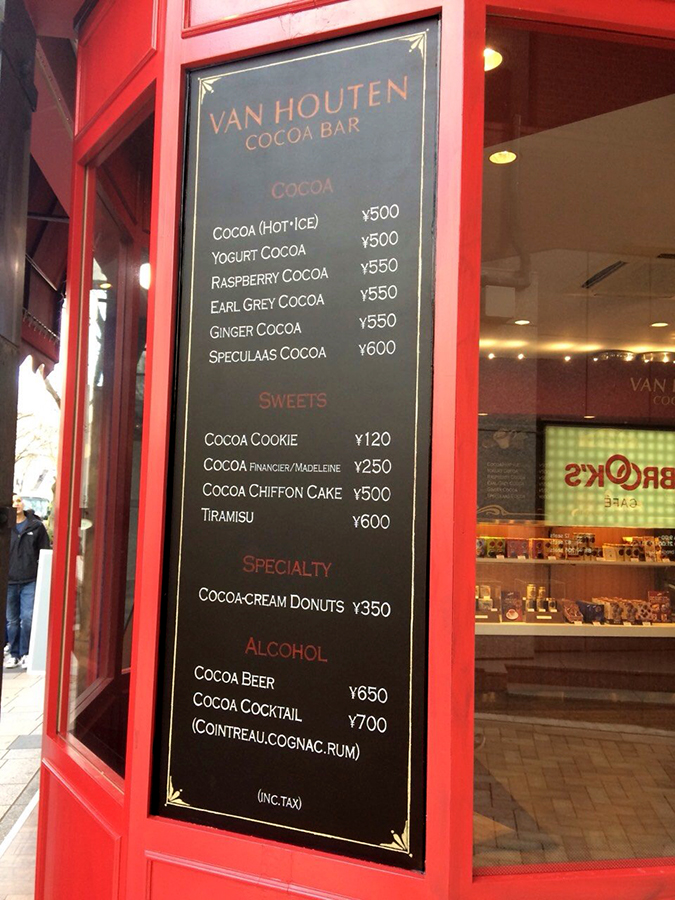 VAN HOUTEN
COCOA BAR
COCOA
COCOA (HOT•ICE) ¥500
YOGURT COCOA ¥500
RASPBERRY COCOA ¥550
EARL GREY COCOA ¥550
GINGER COCOA ¥550
SPECULAAS COCOA ¥600
SWEETS
COCOA COOKIE ¥120
COCOA FINANCIER/MADELEINE ¥250
COCOA CHIFFON CAKE ¥500
TIRAMISU ¥600
SPECIALTY
COCOA-CREAM DONUTS ¥350
ALCOHOL
COCOA BEER ¥650
COCOA COCKTAIL ¥700
(COINTREAU.COGNAC.RUM)
(INC.TAX)
VAN
BROOK'S
CAFÉ